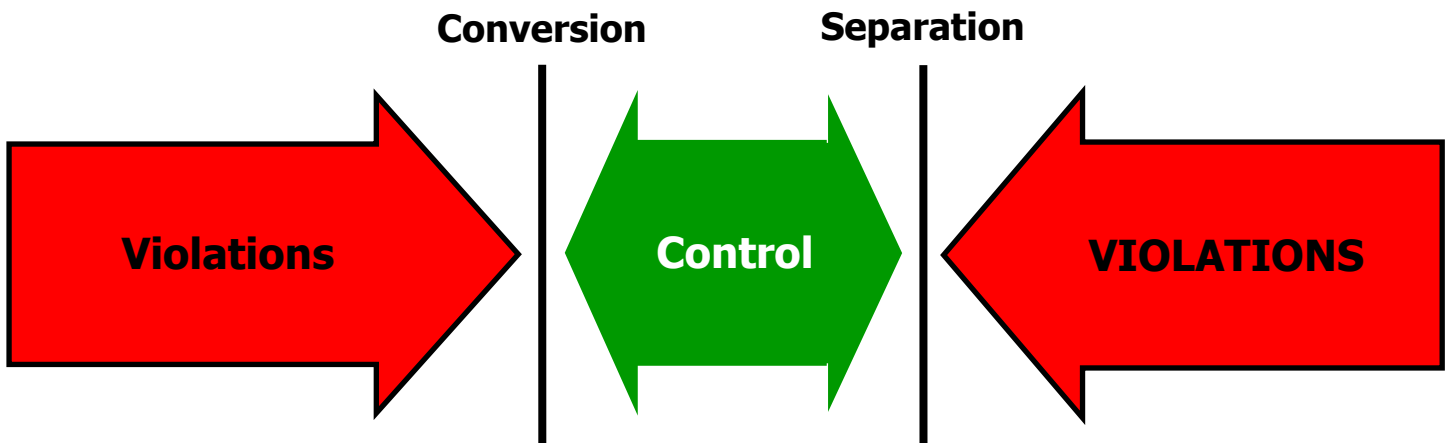 Conversion
Separation
Violations
Control
VIOLATIONS